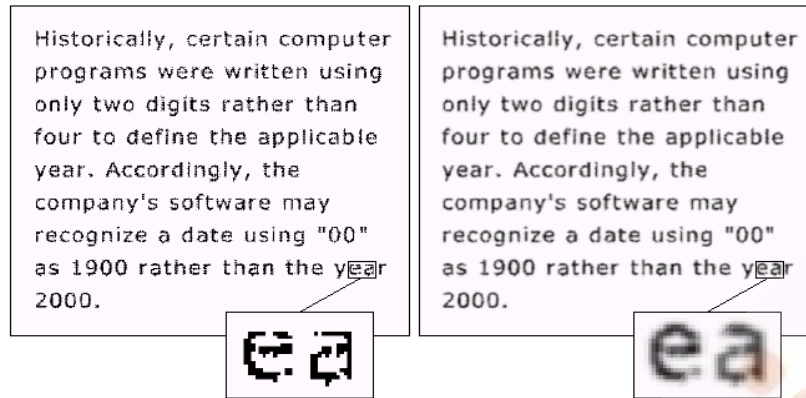 Historically, certain computer
programs were written using
only two digits rather than
four to define the applicable
year. Accordingly, the
company's software may
recognize a date using "00"
as 1900 rather than the year
2000.
ea
Historically, certain computer
programs were written using
only two digits rather than
four to define the applicable
year. Accordingly, the
company's software may
recognize a date using "00"
as 1900 rather than the year
2000.
ea